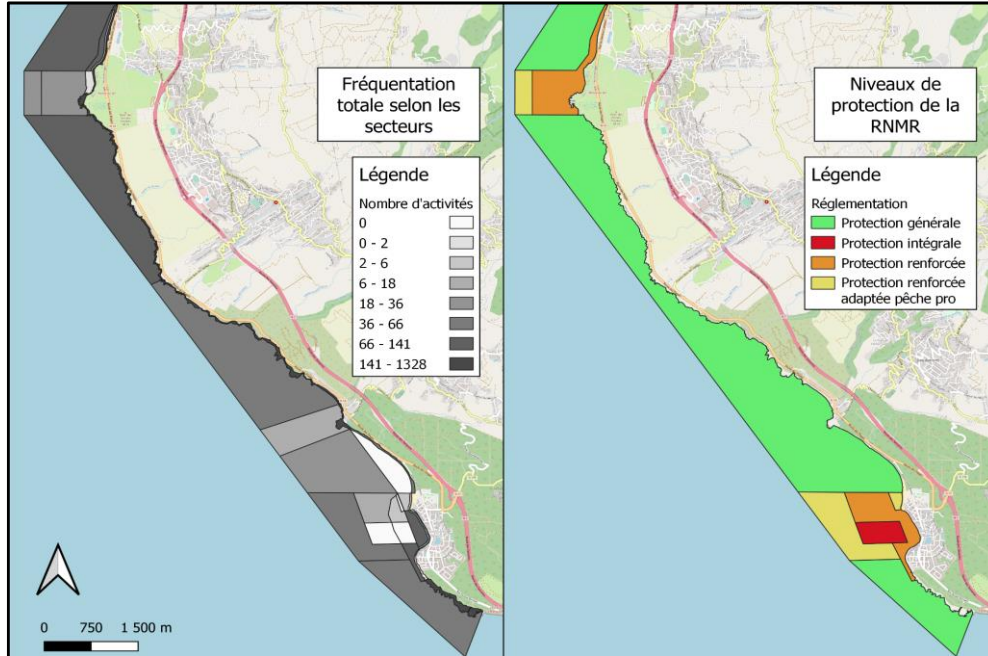 Fréquentation
totale selon les
secteurs
Légende
Nombre d'activités
0
0 - 2
2 - 6
6 - 18
18 - 36
36 - 66
66 - 141
141 - 1328
0 750 1 500 m
Niveaux de
protection de la
RNMR
Légende
Réglementation
Protection générale
Protection intégrale
Protection renforcée
Protection renforcée
adaptée pêche pro